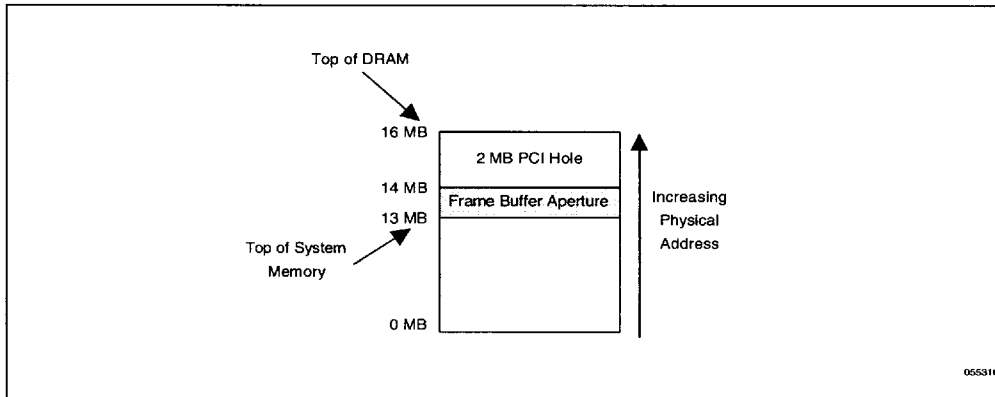 Top of DRAM
16 MB
2 MB PCI Hole
14 MB
Frame Buffer Aperture
13 MB
Increasing
Physical
Address
Top of System
Memory
0 MB